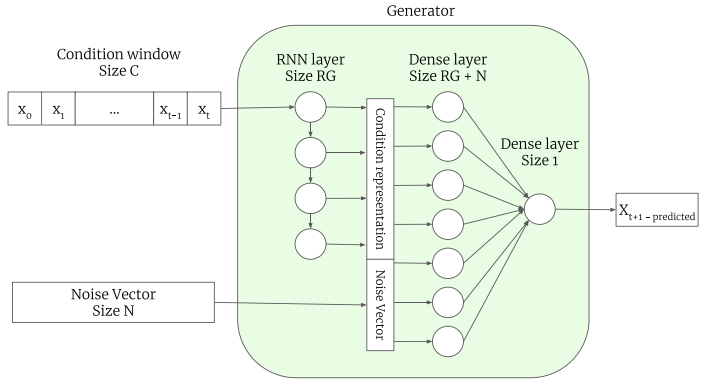 Generator
Condition window
Size C
RNN layer
Size RG
Dense layer
Size RG + N
x0 x1 ... xt-1 xt
Condition representation
Dense layer
Size 1
Xt+1 - predicted
Noise Vector
Size N
Noise Vector